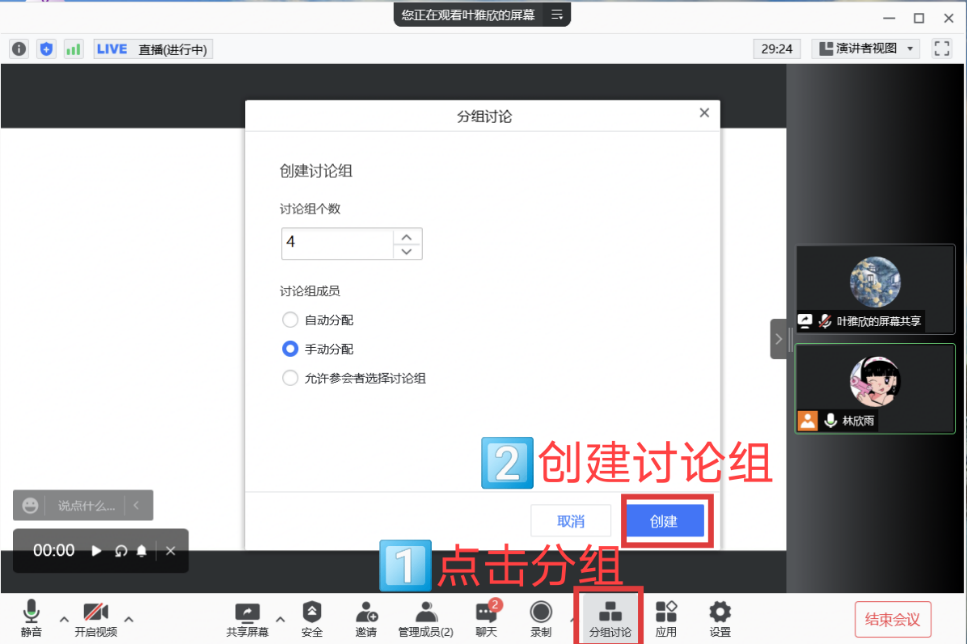 您正在观看叶雅欣的屏幕
LIVE 直播(进行中)
29:24
演讲者视图
分组讨论
创建讨论组
讨论组个数
4
讨论组成员
自动分配
手动分配
允许参会者选择讨论组
叶雅欣的屏幕共享
林欣雨
2 创建讨论组
说点什么...
取消
创建
00:00
1 点击分组
静音
开启视频
共享屏幕
安全
邀请
管理成员(2)
2
聊天
录制
分组讨论
应用
设置
结束会议